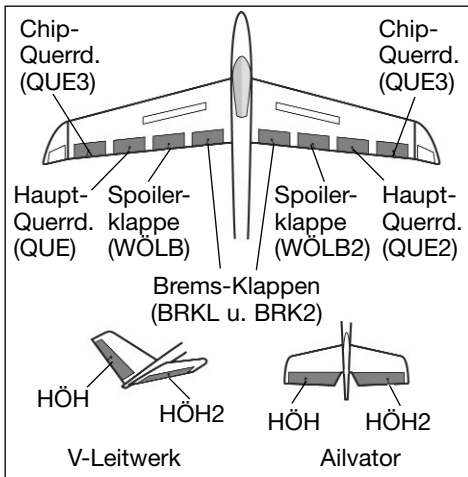 Chip-
Querrd.
(QUE3)
Chip-
Querrd.
(QUE3)
Haupt-
Querrd.
(QUE)
Spoiler-
klappe
(WÖLB)
Spoiler-
klappe
(WÖLB2)
Haupt-
Querrd.
(QUE2)
Brems-Klappen
(BRKL u. BRK2)
HÖH
HÖH2
V-Leitwerk
HÖH
HÖH2
Ailvator